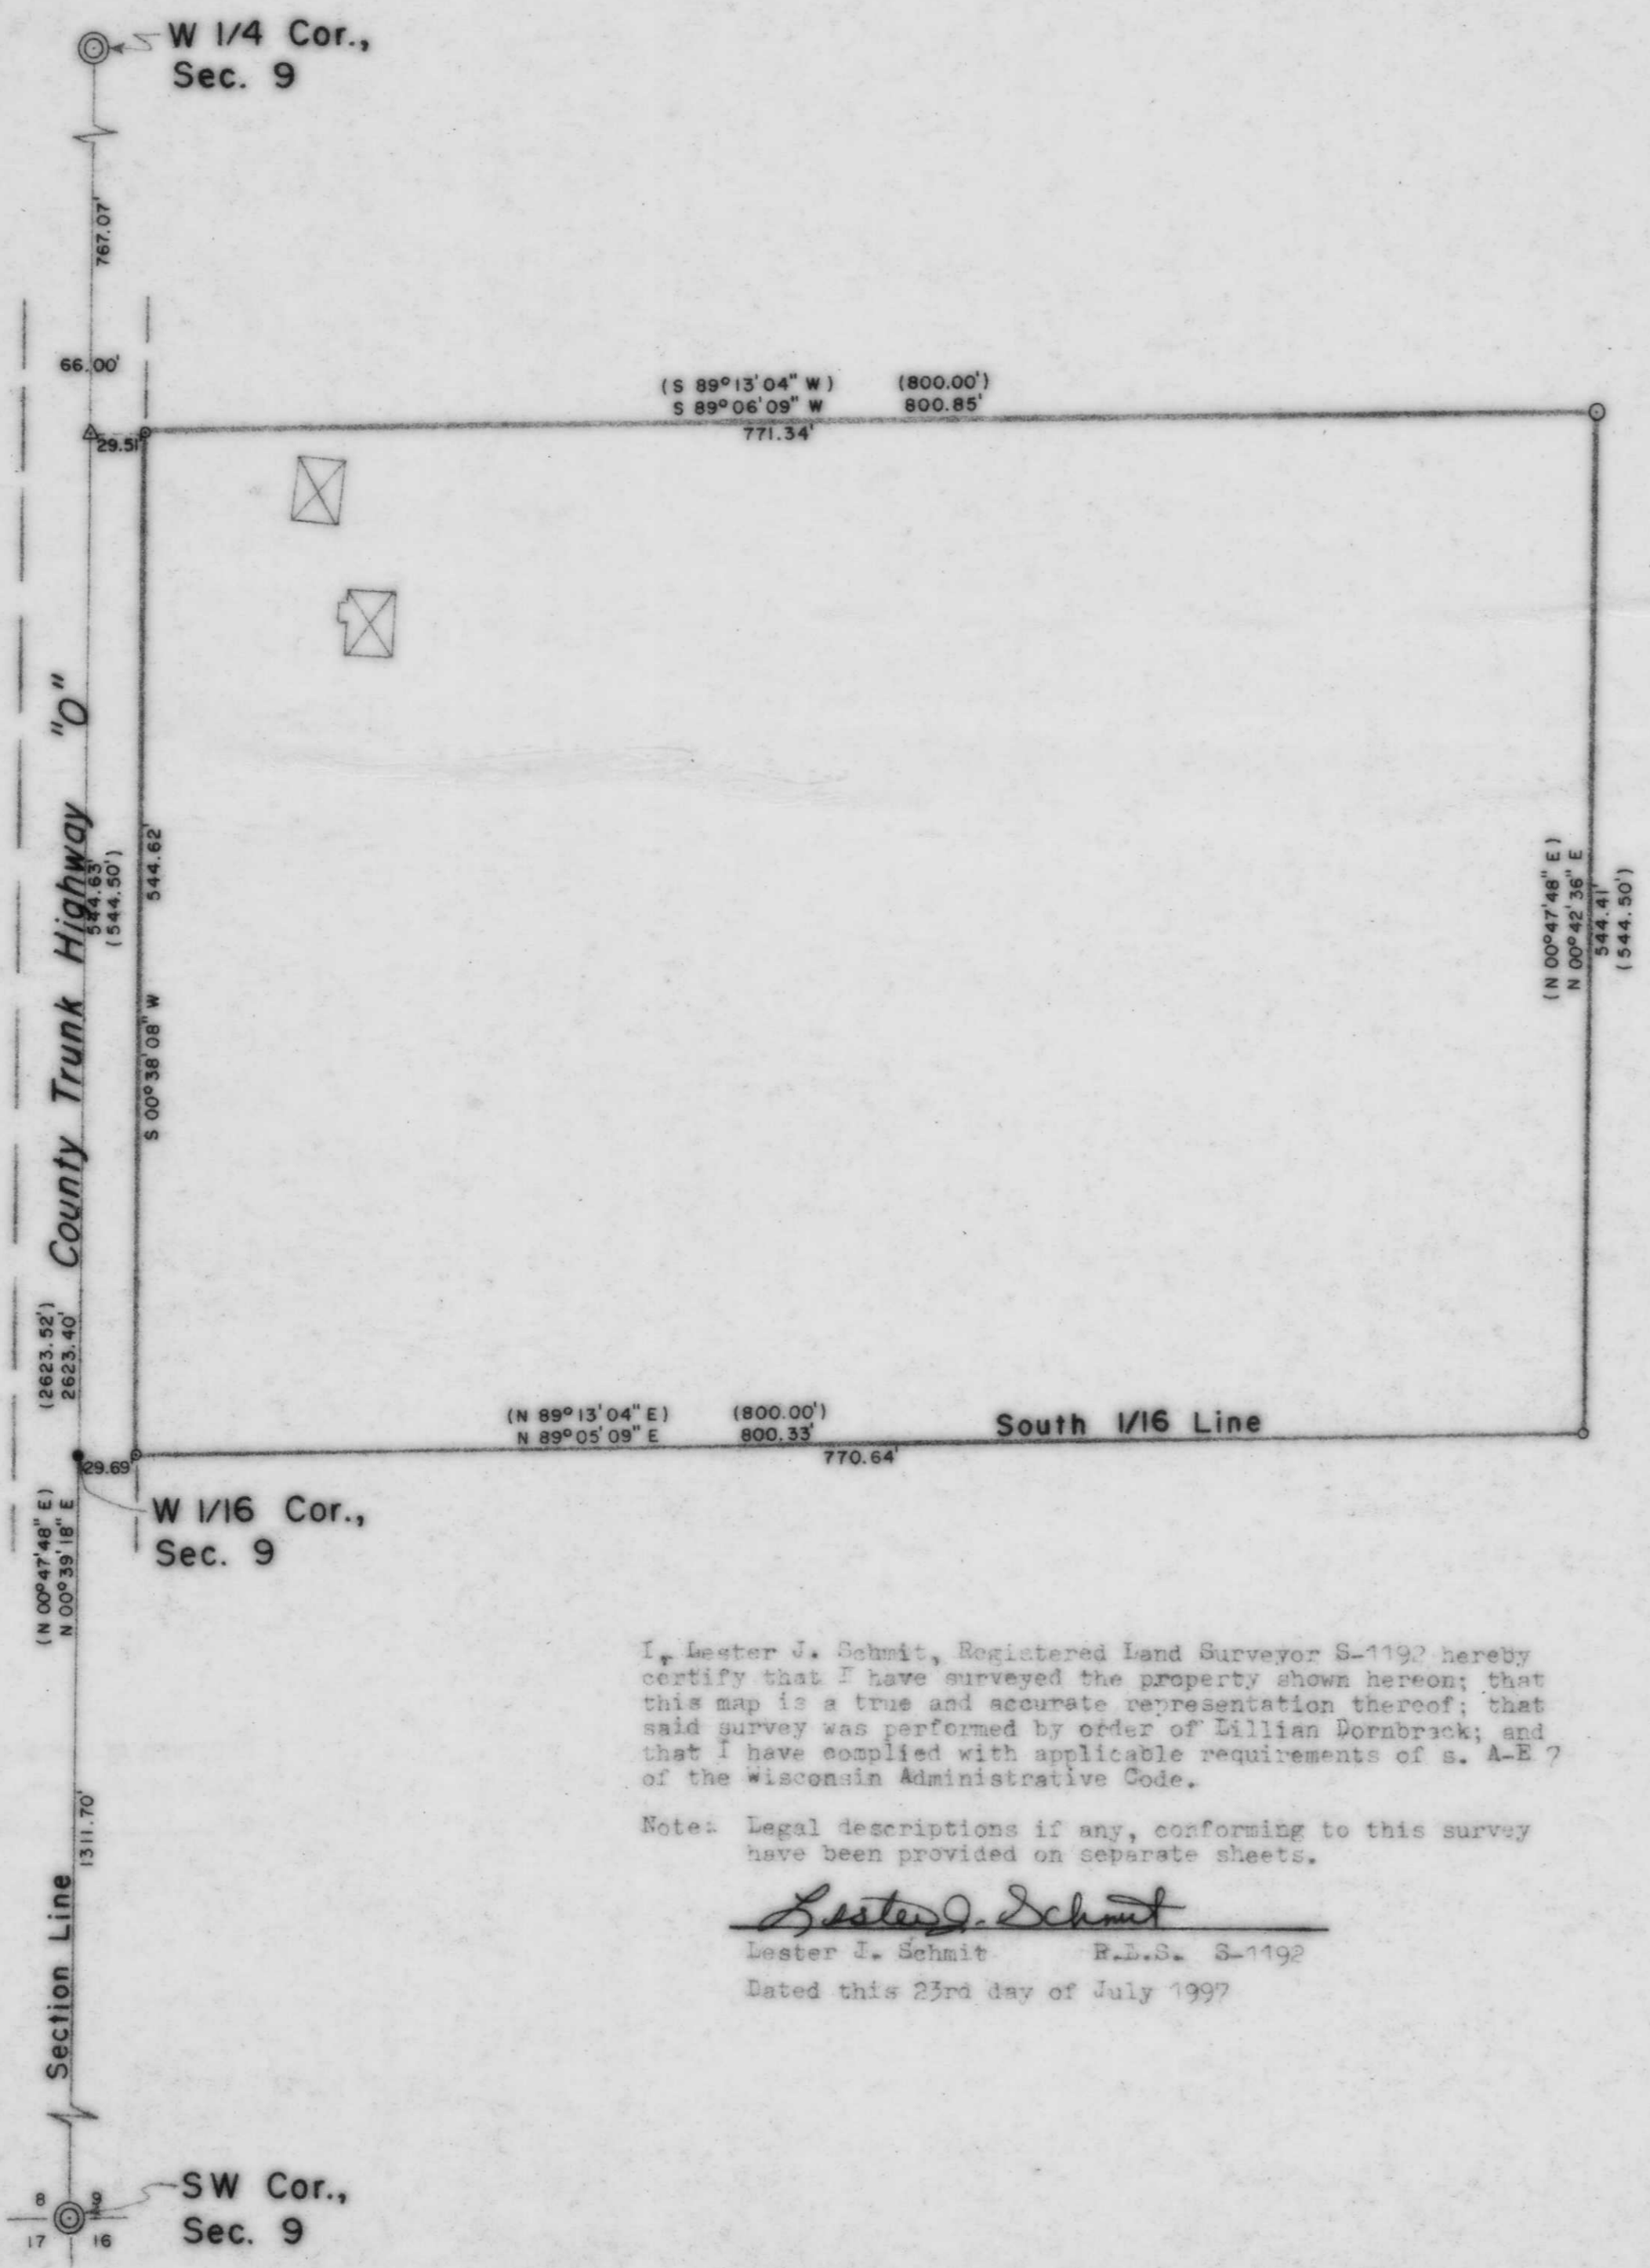 W 1/4 Cor.,
Sec. 9
767.07'
66.00'
(S 89°13'04" W) (800.00')
S 89°06'09" W 800.85'
771.34'
29.51'
County Trunk Highway "O"
544.63'
(544.50')
544.62'
S 00°38'08" W
(N 00°47'48" E)
N 00°42'36" E
544.41'
(544.50')
(2623.52')
2623.40'
(N 89°13'04" E) (800.00')
N 89°05'09" E 800.33'
South 1/16 Line
770.64'
29.69'
W 1/16 Cor.,
Sec. 9
(N 00°47'48" E)
N 00°39'18" E
I, Lester J. Schmit, Registered Land Surveyor S-1192 hereby
certify that I have surveyed the property shown hereon; that
this map is a true and accurate representation thereof; that
said survey was performed by order of Lillian Dornbrack; and
that I have complied with applicable requirements of s. A-E 7
of the Wisconsin Administrative Code.
Note: Legal descriptions if any, conforming to this survey
have been provided on separate sheets.
Lester J. Schmit
Lester J. Schmit R.L.S. S-1192
Dated this 23rd day of July 1997
1311.70'
Section Line
SW Cor.,
Sec. 9
8 9
17 16